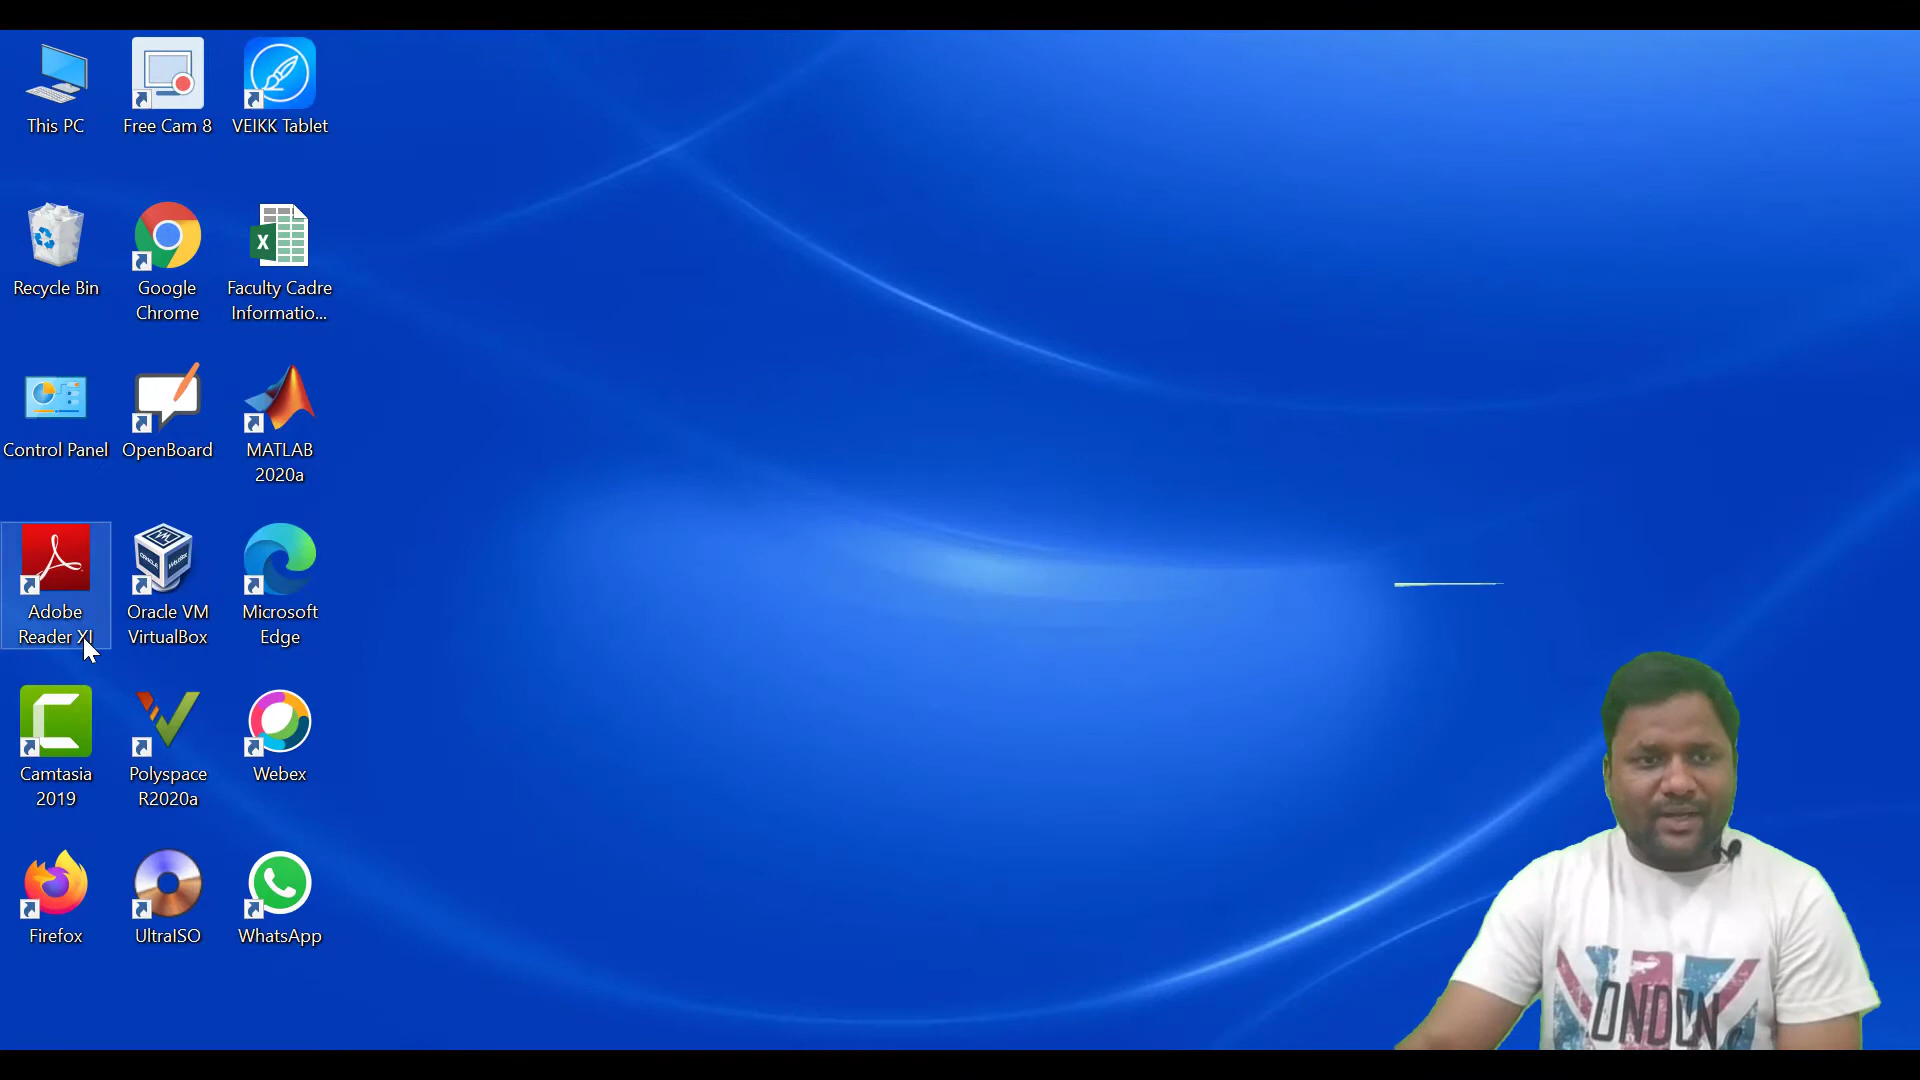 This PC
Free Cam 8
VEIKK Tablet
Recycle Bin
Google
Chrome
Faculty Cadre
Informatio...
Control Panel
OpenBoard
MATLAB
2020a
Adobe
Reader XI
Oracle VM
VirtualBox
Microsoft
Edge
Camtasia
2019
Polyspace
R2020a
Webex
Firefox
UltraISO
WhatsApp
ONDON